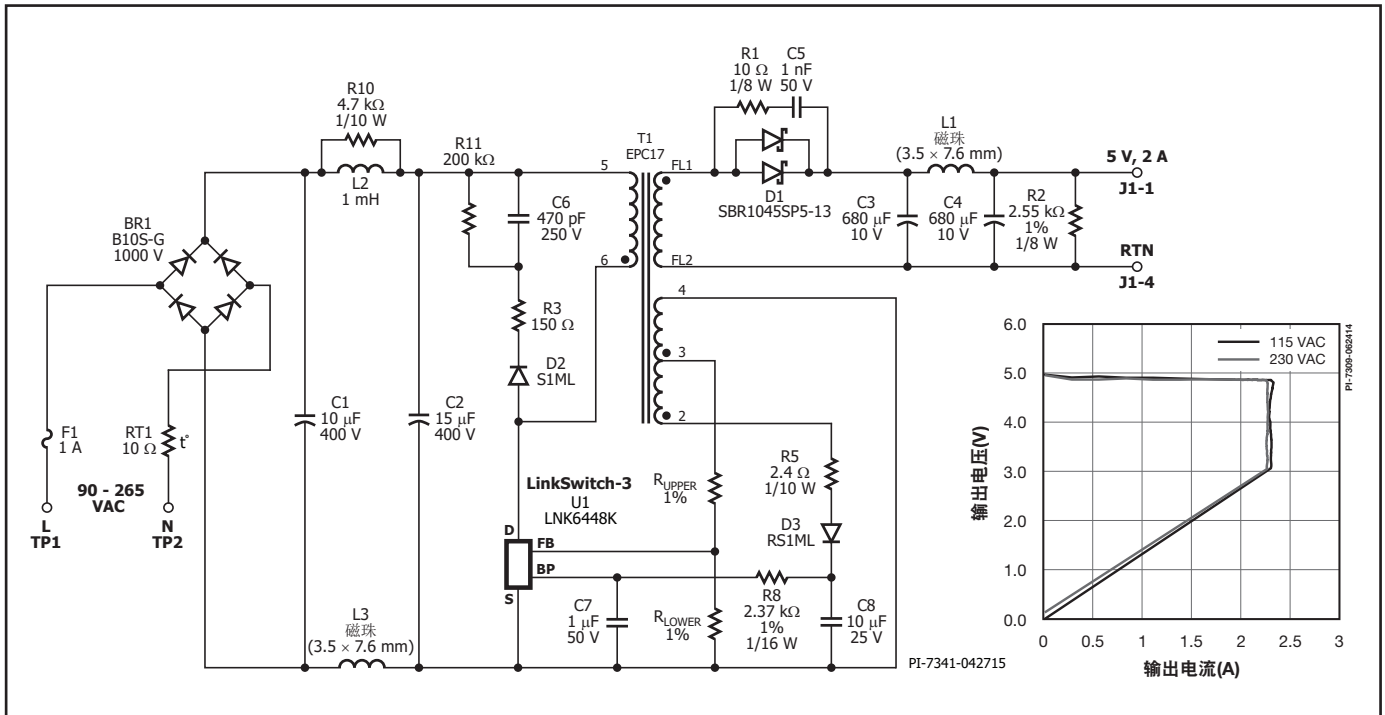 R10
4.7 kΩ
1/10 W
L2
1 mH
R11
200 kΩ
C6
470 pF
250 V
R3
150 Ω
D2
S1ML
BR1
B10S-G
1000 V
F1
1 A
RT1
10 Ω
t°
90 - 265
VAC
L
TP1
N
TP2
C1
10 µF
400 V
C2
15 µF
400 V
L3
磁珠
(3.5 × 7.6 mm)
LinkSwitch-3
U1
LNK6448K
D
FB
BP
S
T1
EPC17
5
6
FL1
FL2
4
3
2
R1
10 Ω
1/8 W
C5
1 nF
50 V
D1
SBR1045SP5-13
L1
磁珠
(3.5 × 7.6 mm)
C3
680 µF
10 V
C4
680 µF
10 V
R2
2.55 kΩ
1%
1/8 W
5 V, 2 A
J1-1
RTN
J1-4
RUPPER
1%
RLOWER
1%
R5
2.4 Ω
1/10 W
D3
RS1ML
R8
2.37 kΩ
1%
1/16 W
C7
1 µF
50 V
C8
10 µF
25 V
PI-7341-042715
6.0
5.0
4.0
3.0
2.0
1.0
0.0
输出电压(V)
0
0.5
1
1.5
2
2.5
3
输出电流(A)
115 VAC
230 VAC
PI-7309-062414